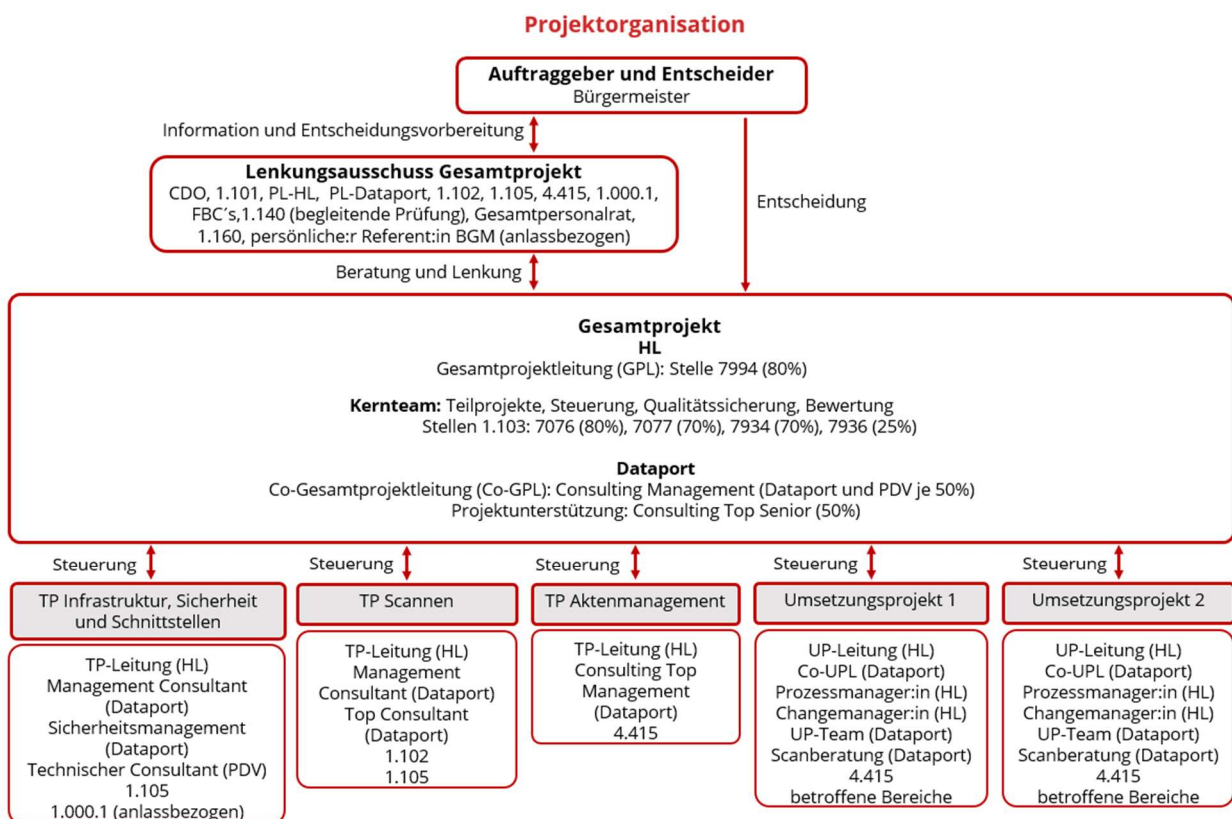 Projektorganisation
Auftraggeber und Entscheider
Bürgermeister
Information und Entscheidungsvorbereitung
Lenkungsausschuss Gesamtprojekt
CDO, 1.101, PL-HL, PL-Dataport, 1.102, 1.105, 4.415, 1.000.1,
FBC´s,1.140 (begleitende Prüfung), Gesamtpersonalrat,
1.160, persönliche:r Referent:in BGM (anlassbezogen)
Entscheidung
Beratung und Lenkung
Gesamtprojekt
HL
Gesamtprojektleitung (GPL): Stelle 7994 (80%)
Kernteam: Teilprojekte, Steuerung, Qualitätssicherung, Bewertung
Stellen 1.103: 7076 (80%), 7077 (70%), 7934 (70%), 7936 (25%)
Dataport
Co-Gesamtprojektleitung (Co-GPL): Consulting Management (Dataport und PDV je 50%)
Projektunterstützung: Consulting Top Senior (50%)
Steuerung
TP Infrastruktur, Sicherheit
und Schnittstellen
TP-Leitung (HL)
Management Consultant
(Dataport)
Sicherheitsmanagement
(Dataport)
Technischer Consultant (PDV)
1.105
1.000.1 (anlassbezogen)
Steuerung
TP Scannen
TP-Leitung (HL)
Management
Consultant (Dataport)
Top Consultant
(Dataport)
1.102
1.105
Steuerung
TP Aktenmanagement
TP-Leitung (HL)
Consulting Top
Management
(Dataport)
4.415
Steuerung
Umsetzungsprojekt 1
UP-Leitung (HL)
Co-UPL (Dataport)
Prozessmanager:in (HL)
Changemanager:in (HL)
UP-Team (Dataport)
Scanberatung (Dataport)
4.415
betroffene Bereiche
Steuerung
Umsetzungsprojekt 2
UP-Leitung (HL)
Co-UPL (Dataport)
Prozessmanager:in (HL)
Changemanager:in (HL)
UP-Team (Dataport)
Scanberatung (Dataport)
4.415
betroffene Bereiche